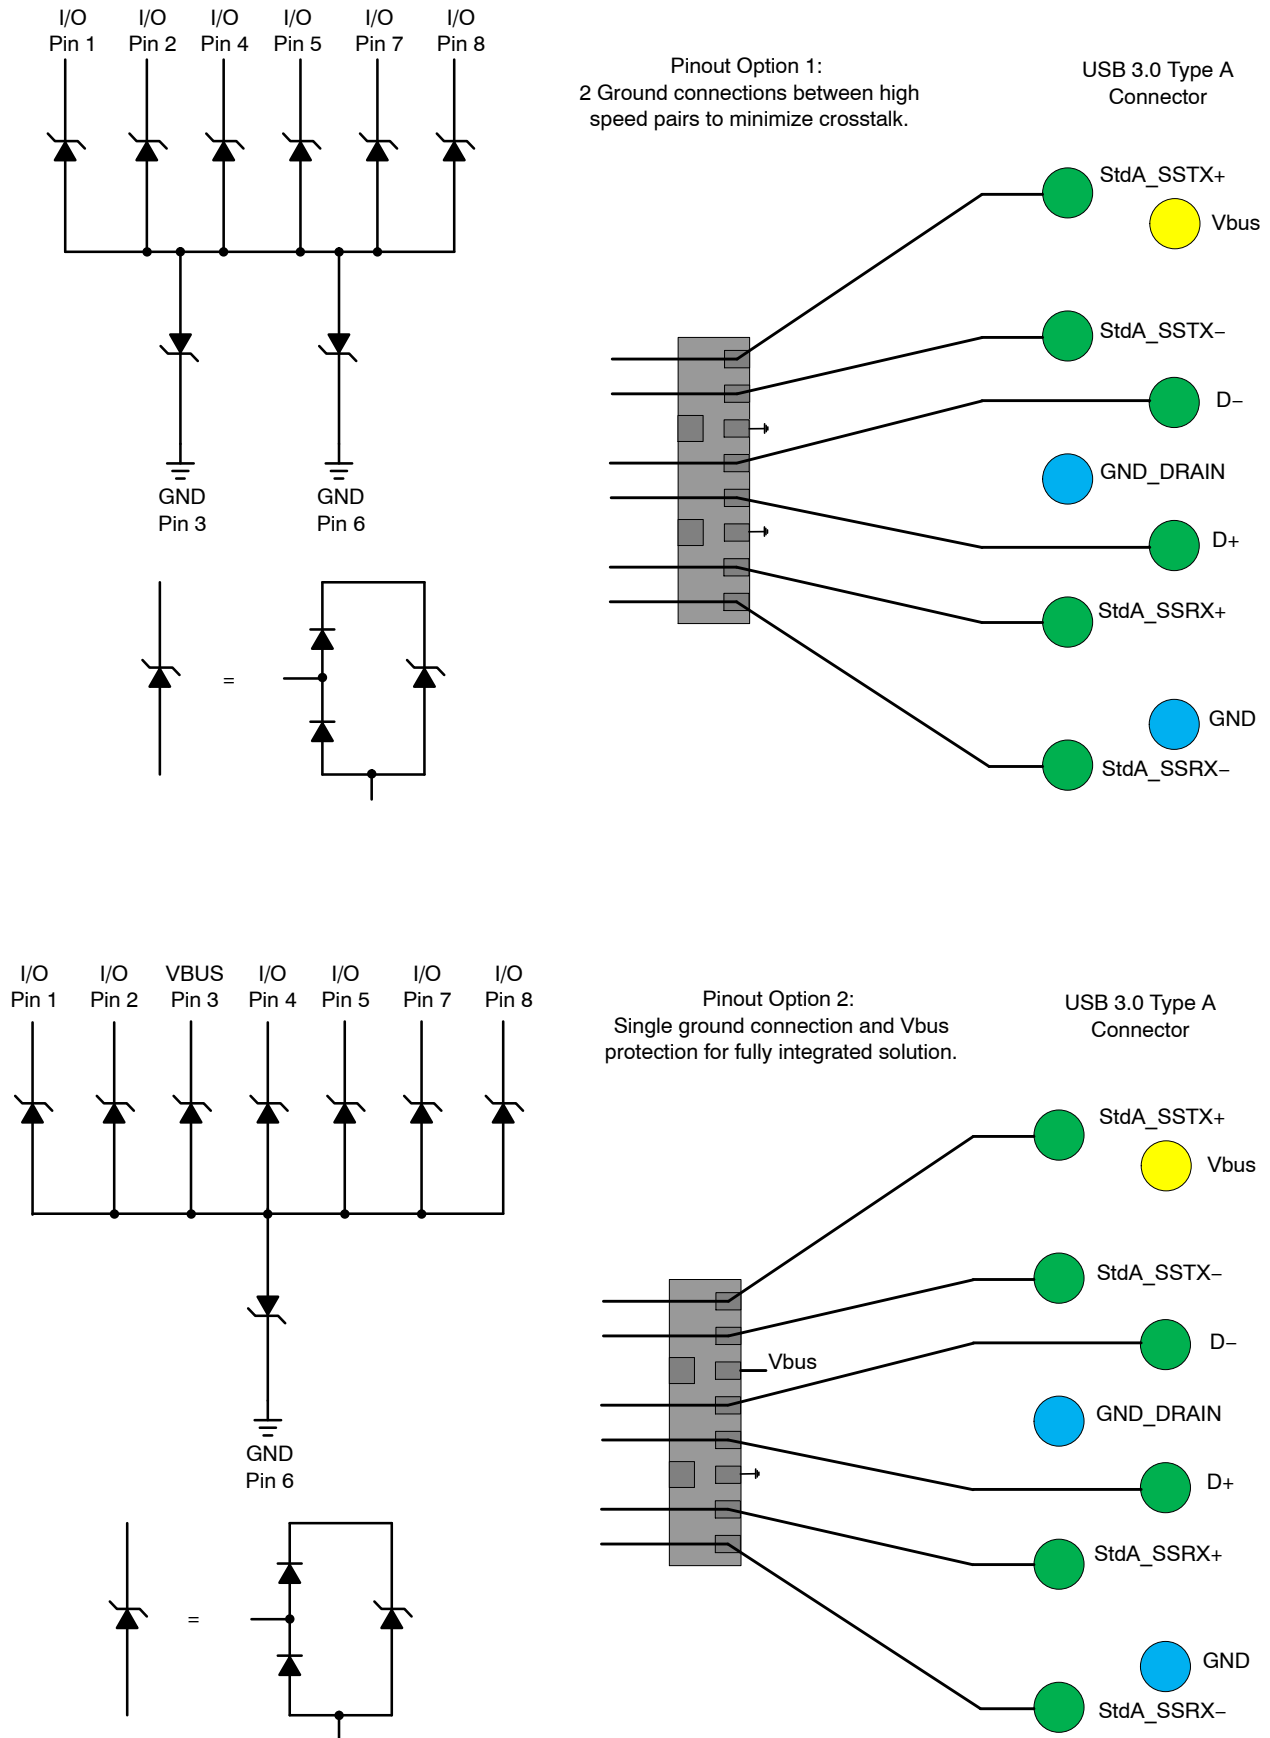 I/O I/O I/O I/O I/O I/O
Pin 1 Pin 2 Pin 4 Pin 5 Pin 7 Pin 8
GND GND
Pin 3 Pin 6
=
Pinout Option 1:
2 Ground connections between high
speed pairs to minimize crosstalk.
USB 3.0 Type A
Connector
StdA_SSTX+
Vbus
StdA_SSTX−
D−
GND_DRAIN
D+
StdA_SSRX+
GND
StdA_SSRX−
I/O I/O VBUS I/O I/O I/O I/O
Pin 1 Pin 2 Pin 3 Pin 4 Pin 5 Pin 7 Pin 8
GND
Pin 6
=
Pinout Option 2:
Single ground connection and Vbus
protection for fully integrated solution.
USB 3.0 Type A
Connector
Vbus
StdA_SSTX+
Vbus
StdA_SSTX−
D−
GND_DRAIN
D+
StdA_SSRX+
GND
StdA_SSRX−